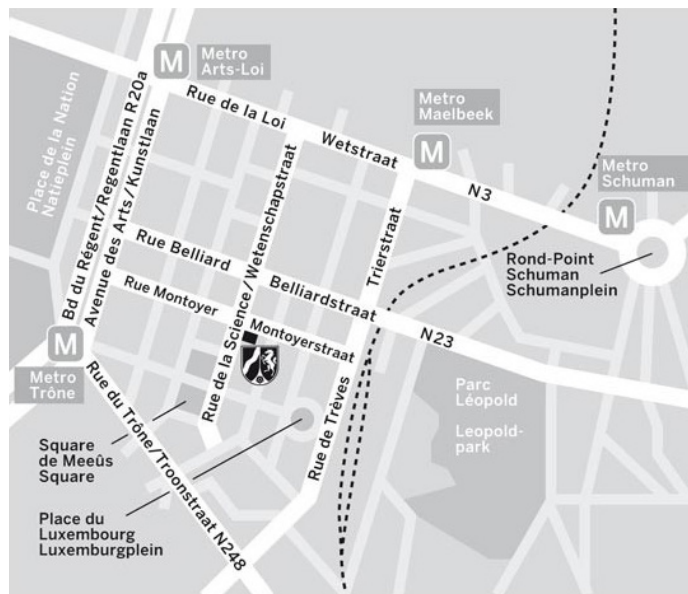 M
Metro
Arts-Loi
Metro
Maelbeek
M
Metro
Schuman
M
Rue de la Loi
Wetstraat
N3
Place de la Nation
Natieplein
Bd du Régent/Regentlaan R20a
Avenue des Arts/Kunstlaan
Rue de la Science/Wetenschapstraat
Trierstraat
Rond-Point
Schuman
Schumanplein
Rue Belliard
Belliardstraat
N23
Rue Montoyer
Montoyerstraat
M
Metro
Trône
Rue de Trèves
Parc
Léopold
Leopold-
park
Rue du Trône/Troonstraat N248
Square
de Meeûs
Square
Place du
Luxembourg
Luxemburgplein